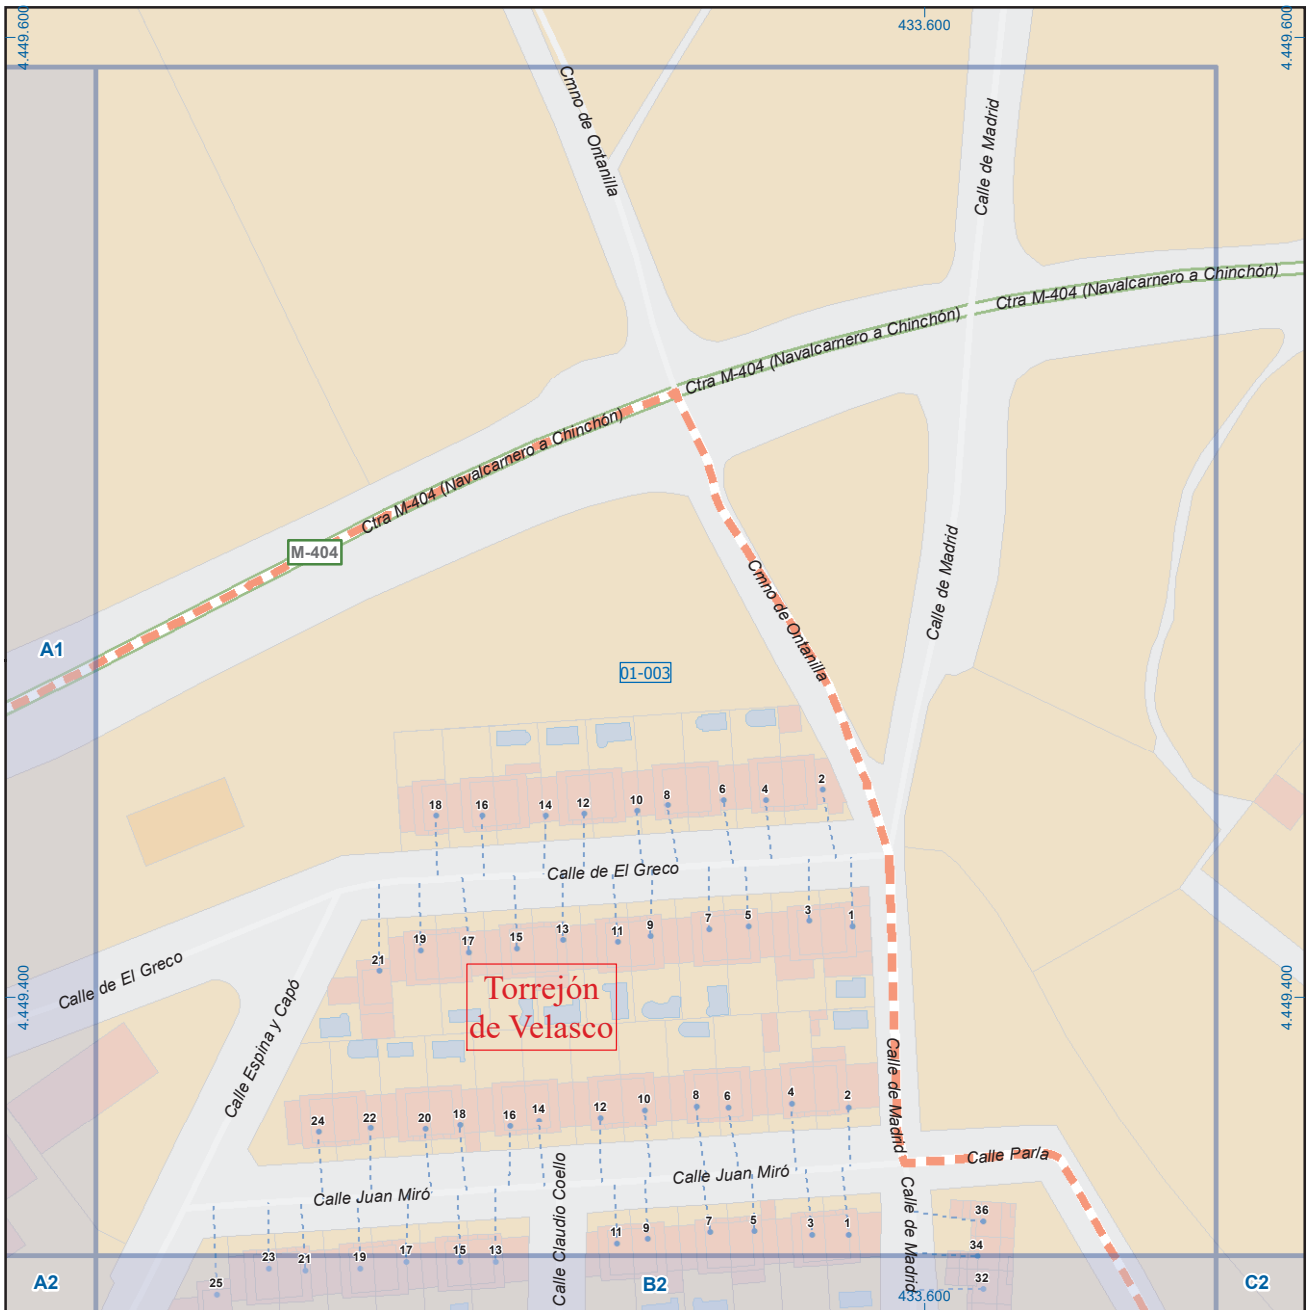 4.449.600
433.600
4.449.600
Cmno de Ontanilla
Calle de Madrid
Ctra M-404 (Navalcarnero a Chinchón)
Ctra M-404 (Navalcarnero a Chinchón)
Ctra M-404 (Navalcarnero a Chinchón)
M-404
Calle de Madrid
Cmno de Ontanilla
A1
01-003
18 16 14 12 10 8 6 4 2
Calle de El Greco
21 19 17 15 13 11 9 7 5 3 1
Calle de El Greco
4.449.400
Torrejón
de Velasco
4.449.400
Calle Espina y Capó
Calle de Madrid
24 22 20 18 16 14 12 10 8 6 4 2
Calle Parla
Calle Juan Miró
Calle Juan Miró
Calle Claudio Coello
Calle de Madrid
36
34
32
25 23 21 19 17 15 13 11 9 7 5 3 1
A2
B2
C2
433.600